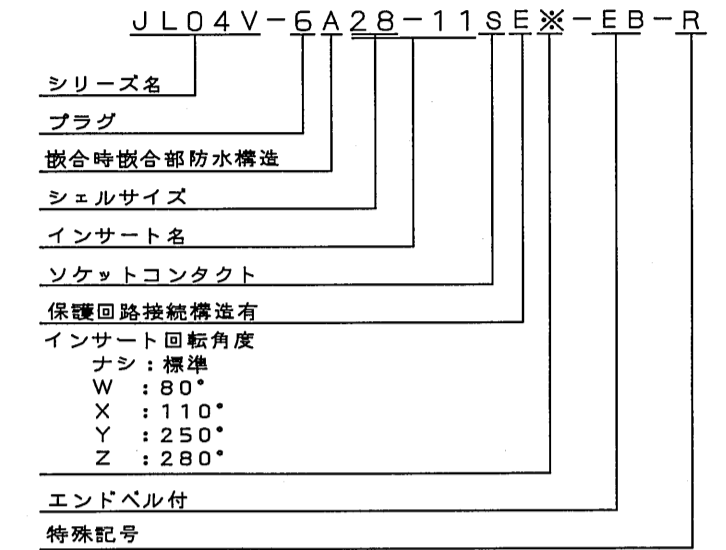 JL04V-6A28-11SE※-EB-R
シリーズ名
プラグ
嵌合時嵌合部防水構造
シェルサイズ
インサート名
ソケットコンタクト
保護回路接続構造有
インサート回転角度
ナシ:標準
W :80°
X :110°
Y :250°
Z :280°
エンドベル付
特殊記号